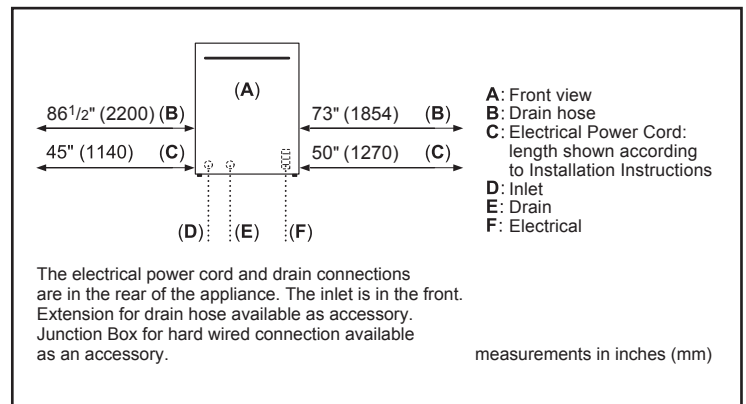 (A)
86 1/2" (2200) (B)
73" (1854) (B)
45" (1140) (C)
50" (1270) (C)
(D) (E) (F)
A: Front view
B: Drain hose
C: Electrical Power Cord:
length shown according
to Installation Instructions
D: Inlet
E: Drain
F: Electrical
The electrical power cord and drain connections
are in the rear of the appliance. The inlet is in the front.
Extension for drain hose available as accessory.
Junction Box for hard wired connection available
as an accessory.
measurements in inches (mm)